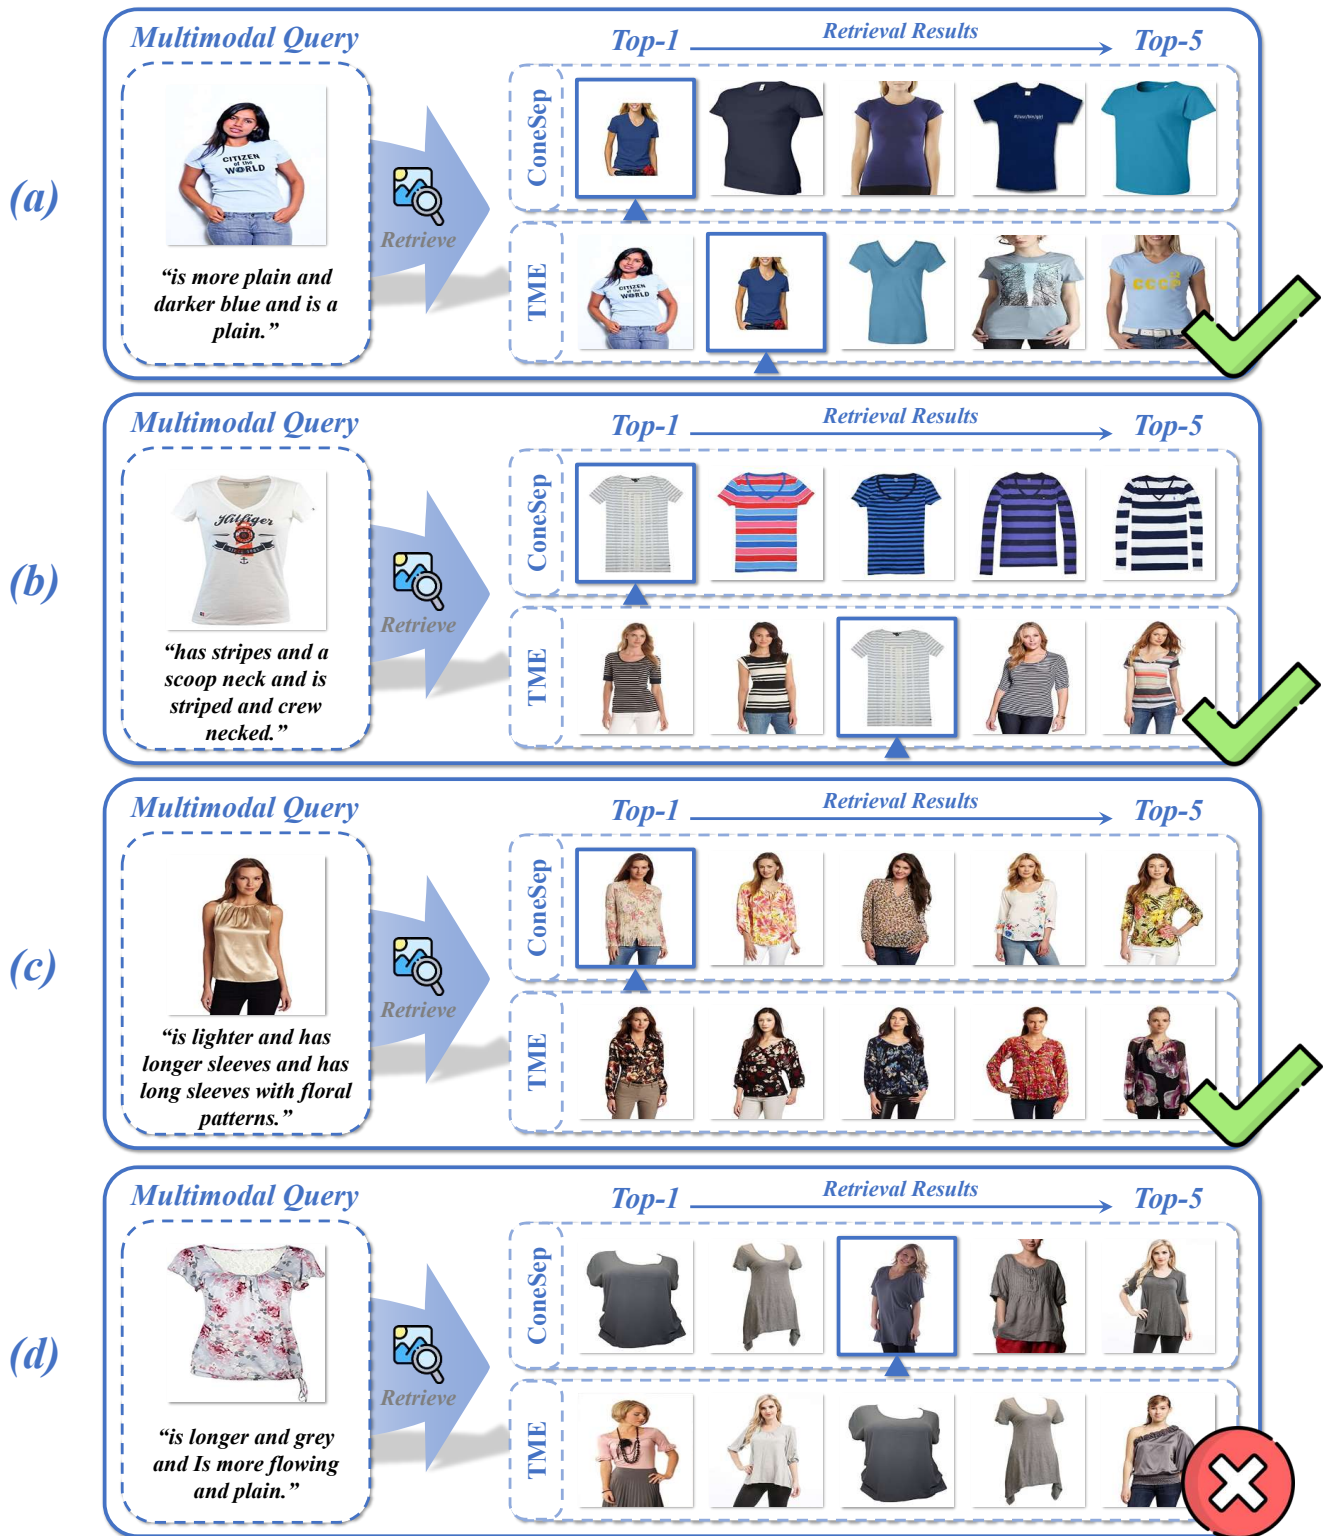 (a)
Multimodal Query
CITIZEN
of the
WORLD
“is more plain and
darker blue and is a
plain.”
Retrieve
Top-1
Retrieval Results
Top-5
ConeSep
TME
CITIZEN
of the
WORLD
(b)
Multimodal Query
Hilfiger
“has stripes and a
scoop neck and is
striped and crew
necked.”
Retrieve
Top-1
Retrieval Results
Top-5
ConeSep
TME
(c)
Multimodal Query
“is lighter and has
longer sleeves and has
long sleeves with floral
patterns.”
Retrieve
Top-1
Retrieval Results
Top-5
ConeSep
TME
(d)
Multimodal Query
“is longer and grey
and Is more flowing
and plain.”
Retrieve
Top-1
Retrieval Results
Top-5
ConeSep
TME